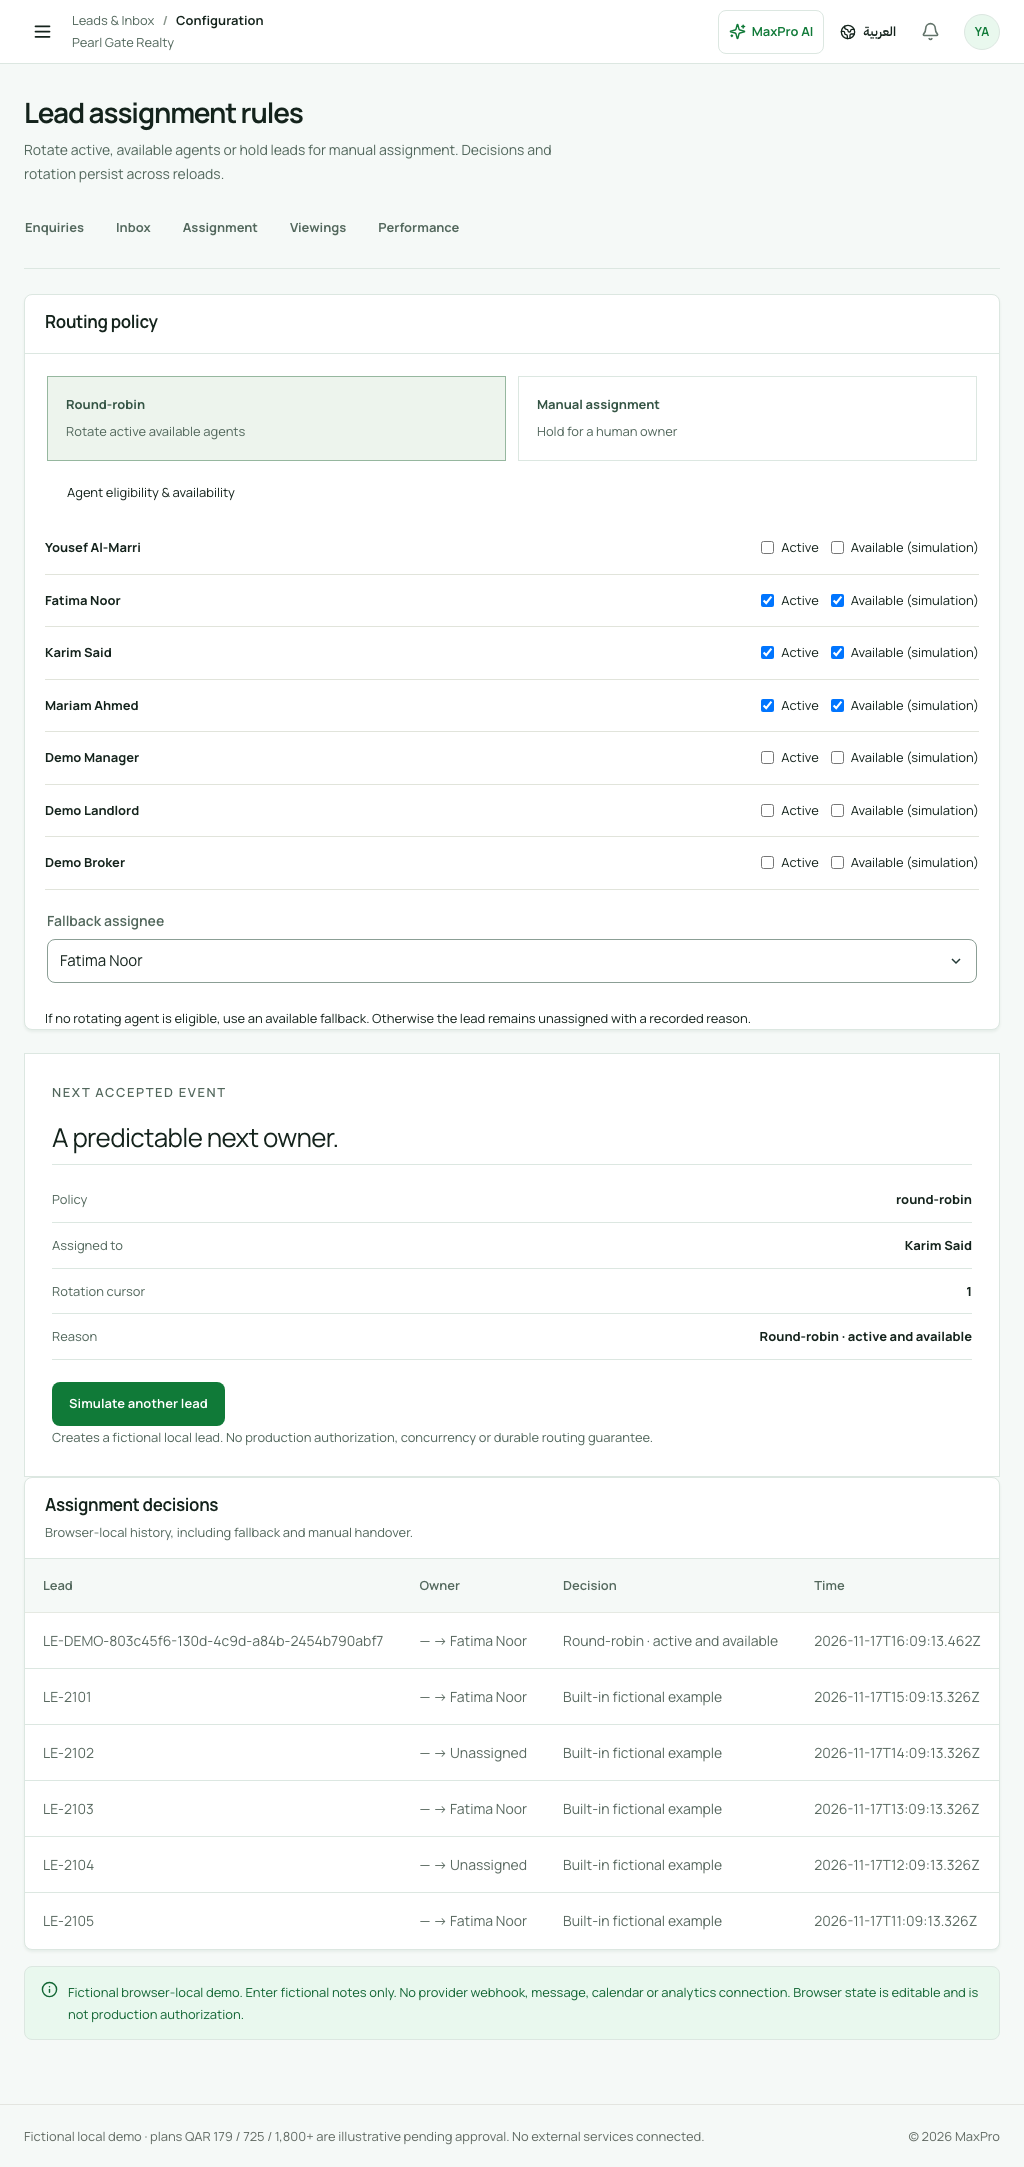 Leads & Inbox / Configuration
Pearl Gate Realty
MaxPro AI
العربية
YA
Lead assignment rules
Rotate active, available agents or hold leads for manual assignment. Decisions and
rotation persist across reloads.
Enquiries Inbox Assignment Viewings Performance
Routing policy
Round-robin
Rotate active available agents
Manual assignment
Hold for a human owner
Agent eligibility & availability
Yousef Al-Marri Active Available (simulation)
Fatima Noor Active Available (simulation)
Karim Said Active Available (simulation)
Mariam Ahmed Active Available (simulation)
Demo Manager Active Available (simulation)
Demo Landlord Active Available (simulation)
Demo Broker Active Available (simulation)
Fallback assignee
Fatima Noor
If no rotating agent is eligible, use an available fallback. Otherwise the lead remains unassigned with a recorded reason.
NEXT ACCEPTED EVENT
A predictable next owner.
Policy round-robin
Assigned to Karim Said
Rotation cursor 1
Reason Round-robin · active and available
Simulate another lead
Creates a fictional local lead. No production authorization, concurrency or durable routing guarantee.
Assignment decisions
Browser-local history, including fallback and manual handover.
Lead Owner Decision Time
LE-DEMO-803c45f6-130d-4c9d-a84b-2454b790abf7 — → Fatima Noor Round-robin · active and available 2026-11-17T16:09:13.462Z
LE-2101 — → Fatima Noor Built-in fictional example 2026-11-17T15:09:13.326Z
LE-2102 — → Unassigned Built-in fictional example 2026-11-17T14:09:13.326Z
LE-2103 — → Fatima Noor Built-in fictional example 2026-11-17T13:09:13.326Z
LE-2104 — → Unassigned Built-in fictional example 2026-11-17T12:09:13.326Z
LE-2105 — → Fatima Noor Built-in fictional example 2026-11-17T11:09:13.326Z
Fictional browser-local demo. Enter fictional notes only. No provider webhook, message, calendar or analytics connection. Browser state is editable and is
not production authorization.
Fictional local demo · plans QAR 179 / 725 / 1,800+ are illustrative pending approval. No external services connected.
© 2026 MaxPro